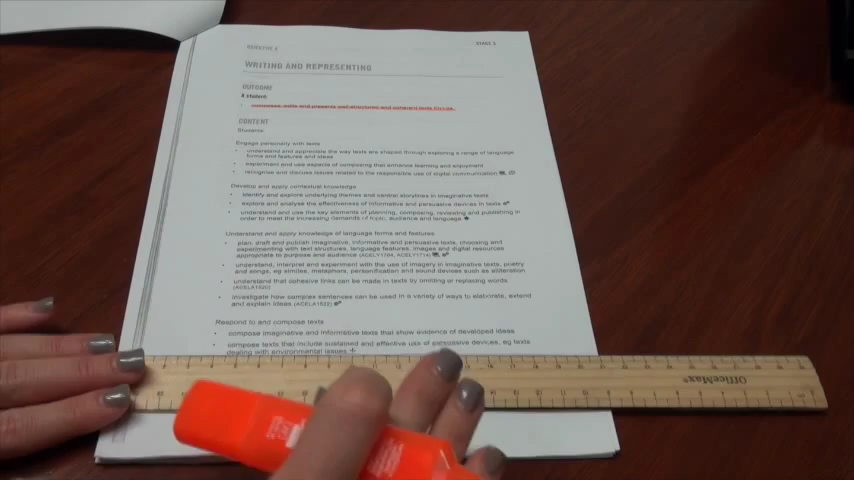 OBJECTIVE A
STAGE 3
WRITING AND REPRESENTING
OUTCOME
A student:
composes, edits and presents well-structured and coherent texts EN3-2A
CONTENT
Students:
Engage personally with texts
• understand and appreciate the way texts are shaped through exploring a range of language
forms and features and ideas
• experiment and use aspects of composing that enhance learning and enjoyment
• recognise and discuss issues related to the responsible use of digital communication
Develop and apply contextual knowledge
• identify and explore underlying themes and central storylines in imaginative texts
• explore and analyse the effectiveness of informative and persuasive devices in texts
• understand and use the key elements of planning, composing, reviewing and publishing in
order to meet the increasing demands of topic, audience and language
Understand and apply knowledge of language forms and features
• plan, draft and publish imaginative, informative and persuasive texts, choosing and
experimenting with text structures, language features, images and digital resources
appropriate to purpose and audience (ACELY1704, ACELY1714)
• understand, interpret and experiment with the use of imagery in imaginative texts, poetry
and songs, eg similes, metaphors, personification and sound devices such as alliteration
• understand that cohesive links can be made in texts by omitting or replacing words
(ACELA1520)
• investigate how complex sentences can be used in a variety of ways to elaborate, extend
and explain ideas (ACELA1522)
Respond to and compose texts
• compose imaginative and informative texts that show evidence of developed ideas
• compose texts that include sustained and effective use of persuasive devices, eg texts
dealing with environmental issues
OfficeMax®